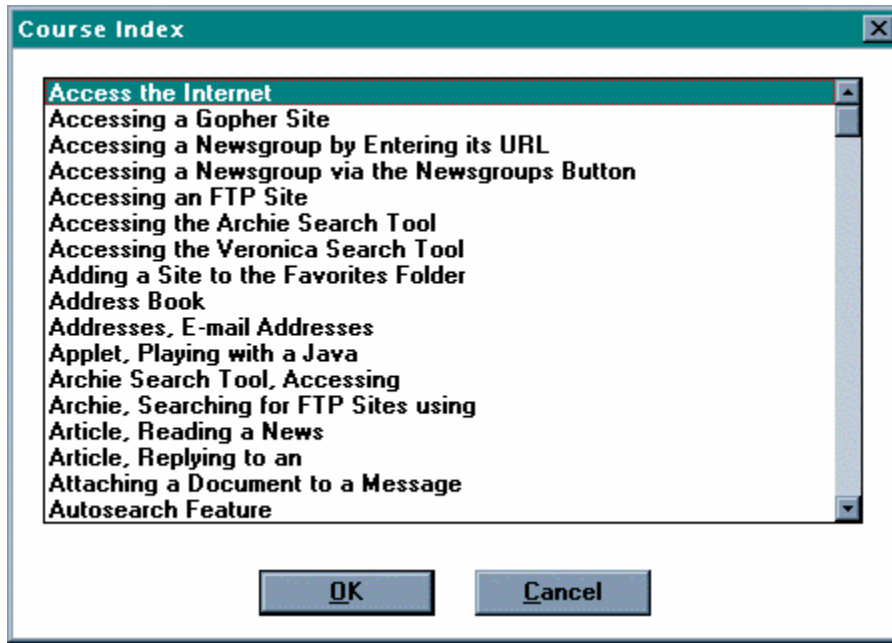 Course Index
Access the Internet
Accessing a Gopher Site
Accessing a Newsgroup by Entering its URL
Accessing a Newsgroup via the Newsgroups Button
Accessing an FTP Site
Accessing the Archie Search Tool
Accessing the Veronica Search Tool
Adding a Site to the Favorites Folder
Address Book
Addresses, E-mail Addresses
Applet, Playing with a Java
Archie Search Tool, Accessing
Archie, Searching for FTP Sites using
Article, Reading a News
Article, Replying to an
Attaching a Document to a Message
Autosearch Feature
OK Cancel